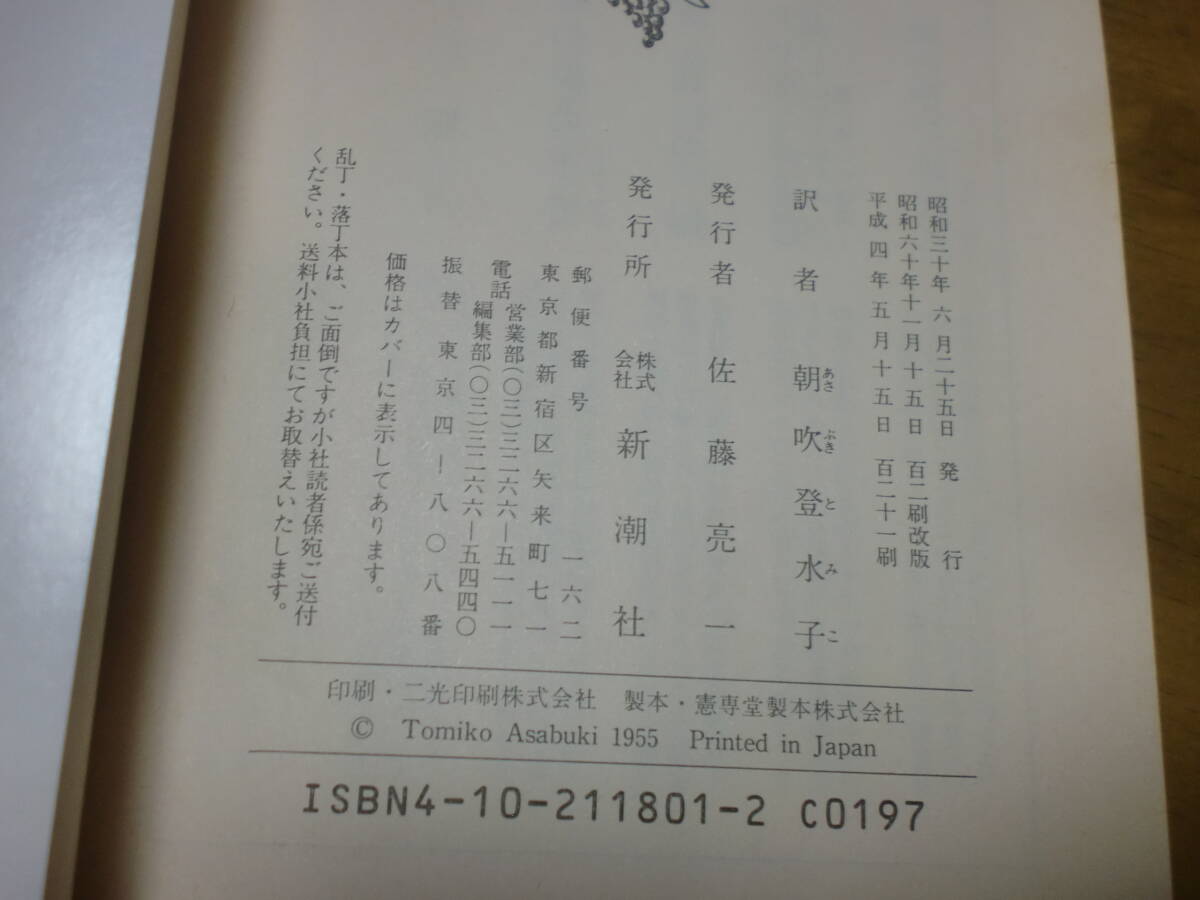 昭和三十年六月二十五日 発行
昭和六十年十一月十五日 百二刷改版
平成四年五月十五日 百二十一刷
訳者 朝吹登水子
あさぶきとみこ
発行者 佐藤亮一
発行所 株式会社 新潮社
郵便番号 一六二
東京都新宿区矢来町七一
電話 営業部(〇三)三二六六―五一一一
編集部(〇三)三二六六―五四四〇
振替東京四―八〇八番
価格はカバーに表示してあります。
乱丁・落丁本は、ご面倒ですが小社読者係宛ご送付
ください。送料小社負担にてお取替えいたします。
印刷・二光印刷株式会社 製本・憲専堂製本株式会社
© Tomiko Asabuki 1955 Printed in Japan
ISBN4-10-211801-2 C0197